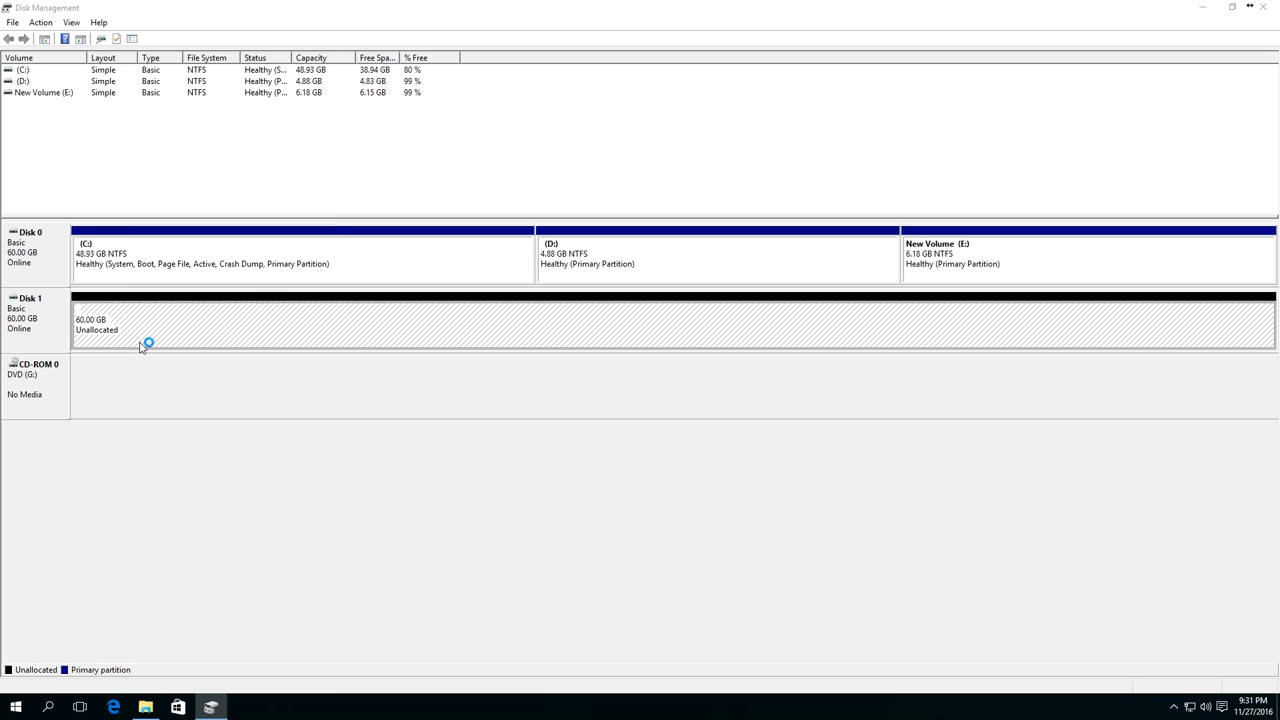 Disk Management
File Action View Help
Volume Layout Type File System Status Capacity Free Spa... % Free
(C:) Simple Basic NTFS Healthy (S... 48.93 GB 38.94 GB 80 %
(D:) Simple Basic NTFS Healthy (P... 4.88 GB 4.83 GB 99 %
New Volume (E:) Simple Basic NTFS Healthy (P... 6.18 GB 6.15 GB 99 %
Disk 0
Basic
60.00 GB
Online
(C:)
48.93 GB NTFS
Healthy (System, Boot, Page File, Active, Crash Dump, Primary Partition)
(D:)
4.88 GB NTFS
Healthy (Primary Partition)
New Volume (E:)
6.18 GB NTFS
Healthy (Primary Partition)
Disk 1
Basic
60.00 GB
Online
60.00 GB
Unallocated
CD-ROM 0
DVD (G:)
No Media
Unallocated Primary partition
9:31 PM
11/27/2016